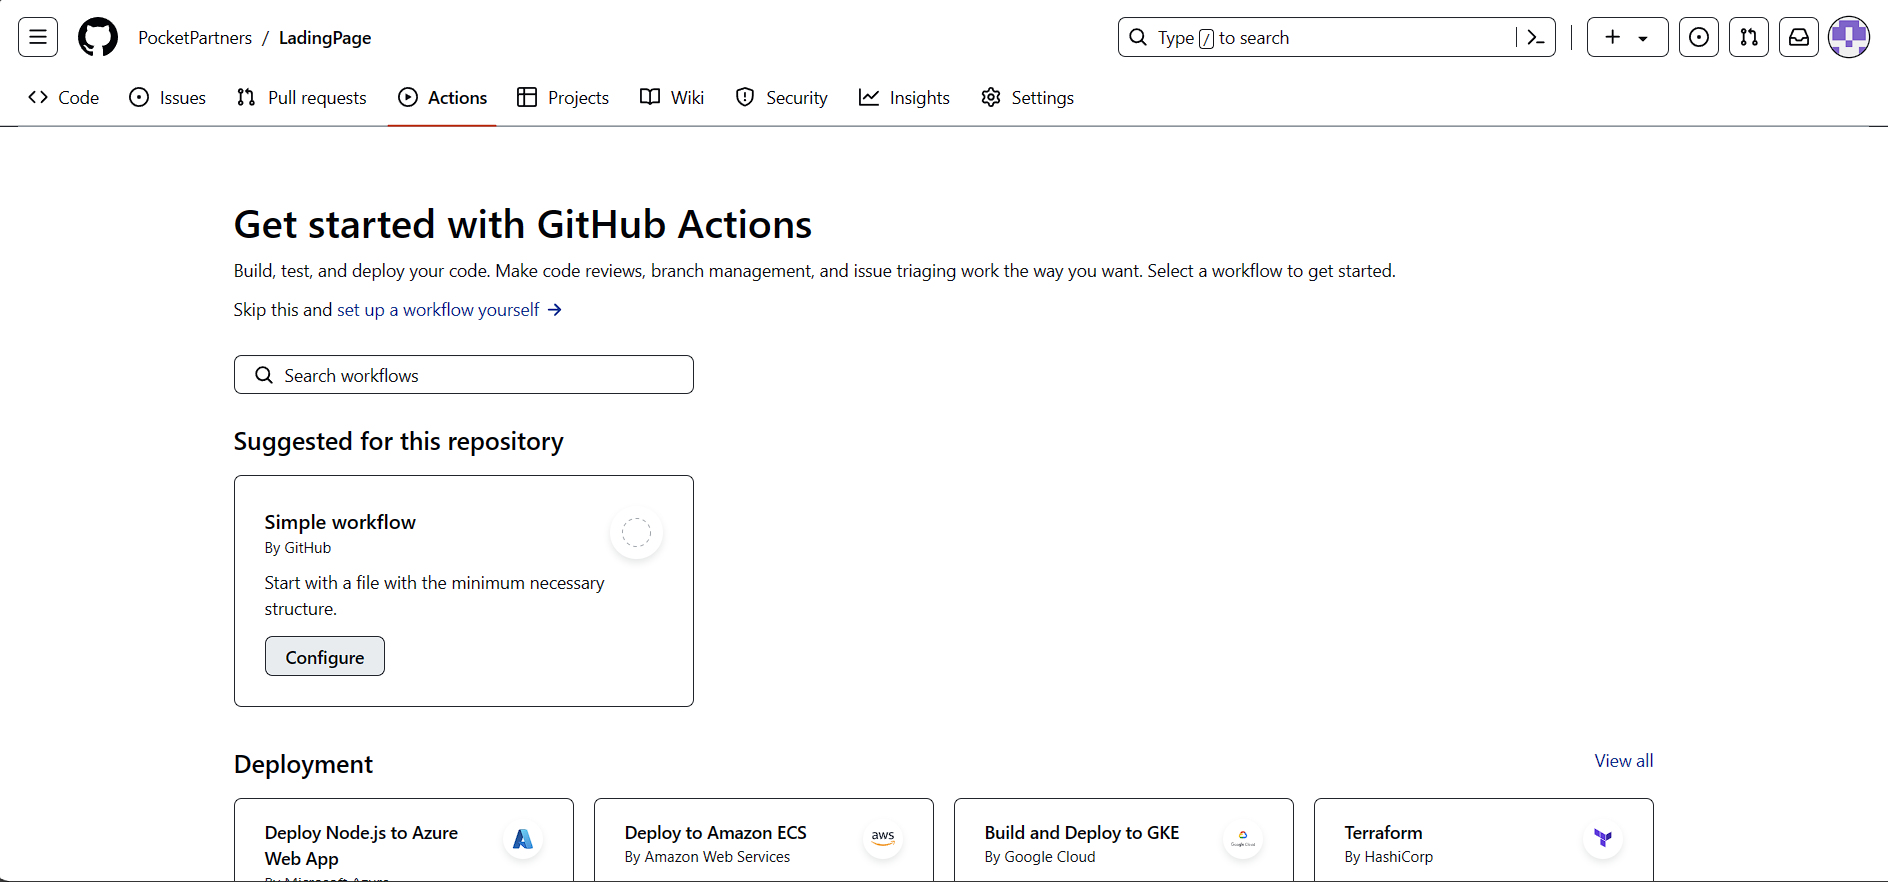 PocketPartners / LadingPage
Type / to search
Code Issues Pull requests Actions Projects Wiki Security Insights Settings
Get started with GitHub Actions
Build, test, and deploy your code. Make code reviews, branch management, and issue triaging work the way you want. Select a workflow to get started.
Skip this and set up a workflow yourself →
Search workflows
Suggested for this repository
Simple workflow
By GitHub
Start with a file with the minimum necessary
structure.
Configure
Deployment
View all
Deploy Node.js to Azure
Web App
By Microsoft Azure
Deploy to Amazon ECS
By Amazon Web Services
aws
Build and Deploy to GKE
By Google Cloud
Google Cloud
Terraform
By HashiCorp